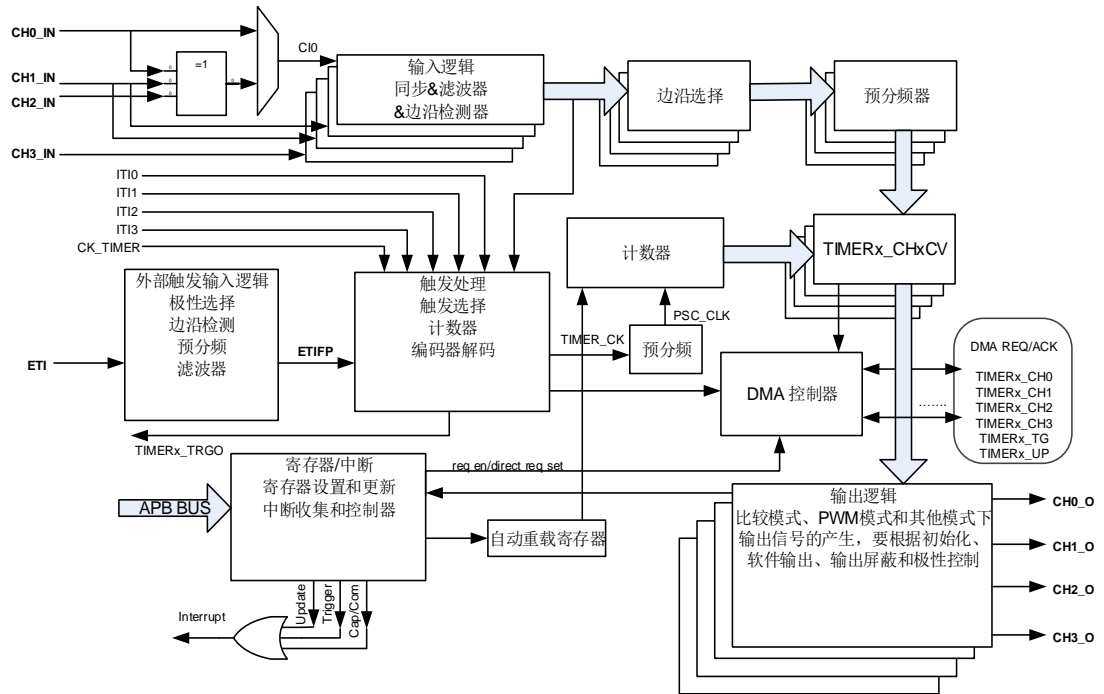 CH0_IN
CH1_IN
CH2_IN
CH3_IN
=1
CI0
输入逻辑
同步&滤波器
&边沿检测器
边沿选择
预分频器
ITI0
ITI1
ITI2
ITI3
CK_TIMER
外部触发输入逻辑
极性选择
边沿检测
预分频
滤波器
ETI
ETIFP
触发处理
触发选择
计数器
编码器解码
TIMERx_TRGO
TIMER_CK
预分频
PSC_CLK
计数器
TIMERx_CHxCV
DMA 控制器
DMA REQ/ACK
TIMERx_CH0
TIMERx_CH1
TIMERx_CH2
TIMERx_CH3
TIMERx_TG
TIMERx_UP
.......
APB BUS
寄存器/中断
寄存器设置和更新
中断收集和控制器
req en/direct req set
自动重载寄存器
Update
Trigger
Cap/Com
Interrupt
输出逻辑
比较模式、PWM模式和其他模式下
输出信号的产生，要根据初始化、
软件输出、输出屏蔽和极性控制
CH0_O
CH1_O
CH2_O
CH3_O